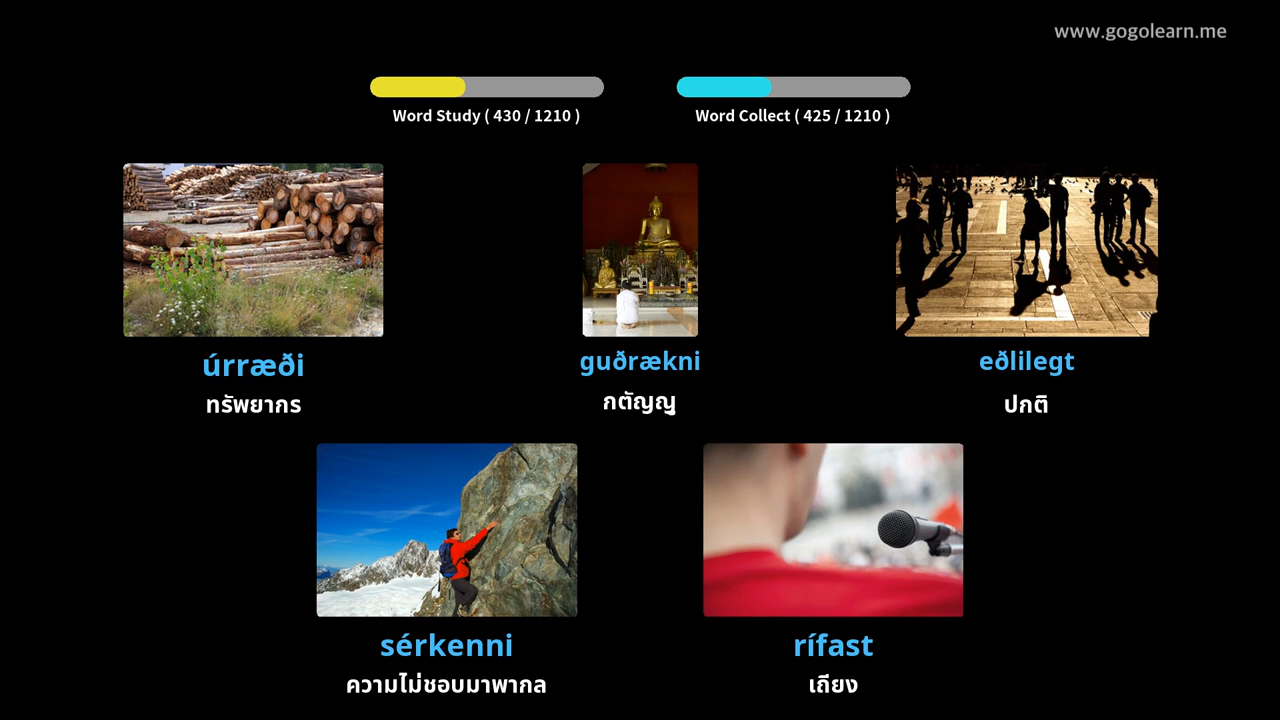 www.gogolearn.me
Word Study ( 430 / 1210 )
Word Collect ( 425 / 1210 )
úrræði
ทรัพยากร
guðrækni
กตัญญู
eðlilegt
ปกติ
sérkenni
ความไม่ชอบมาพากล
rífast
เถียง